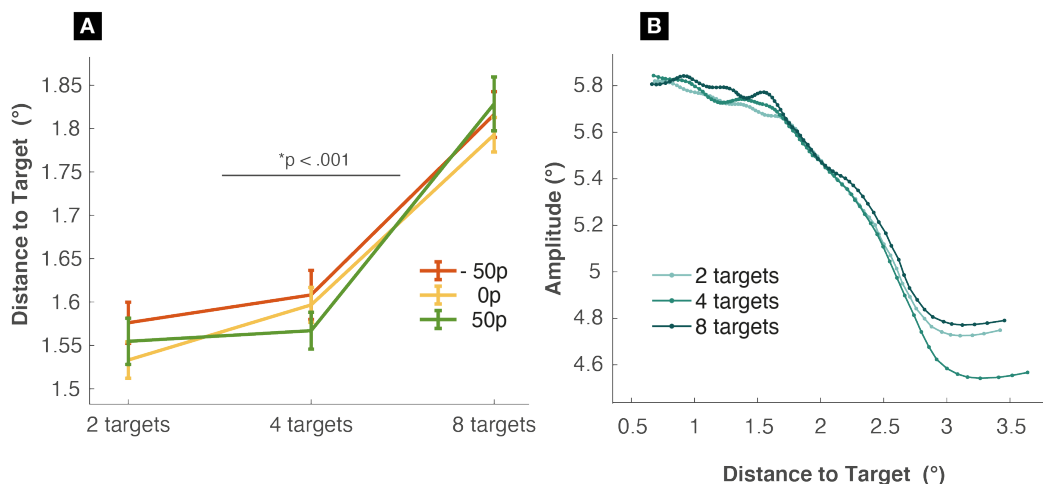 A
Distance to Target (°)
1.85
1.8
1.75
1.7
1.65
1.6
1.55
1.5
*p < .001
- 50p
0p
50p
2 targets
4 targets
8 targets
B
Amplitude (°)
5.8
5.6
5.4
5.2
5
4.8
4.6
2 targets
4 targets
8 targets
0.5
1
1.5
2
2.5
3
3.5
Distance to Target (°)